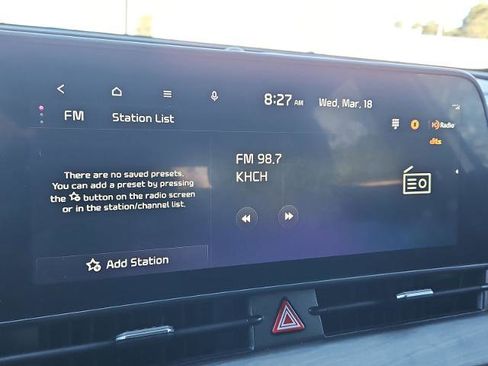 8:27 AM Wed, Mar. 18
FM Station List
HD Radio
dts
There are no saved presets.
You can add a preset by pressing
the button on the radio screen
or in the station/channel list.
FM 98.7
KHCH
Add Station